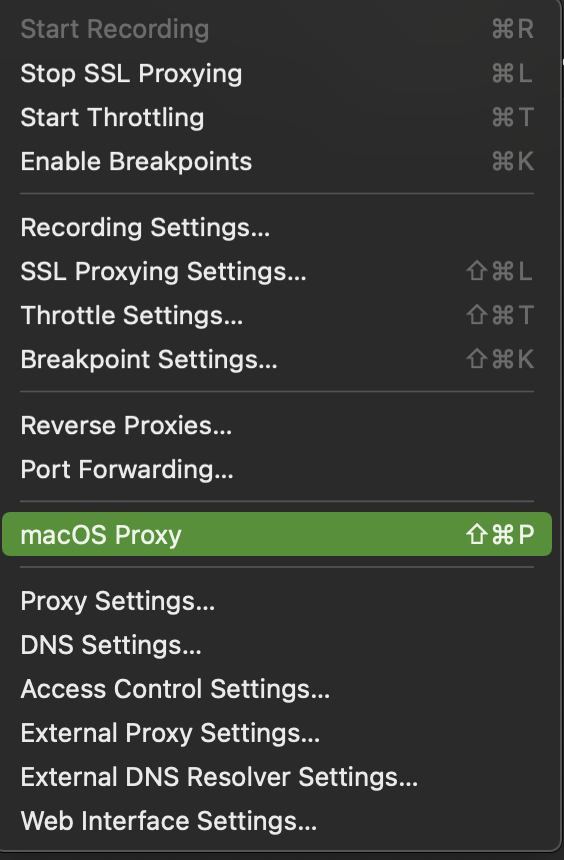 Start Recording ⌘R
Stop SSL Proxying ⌘L
Start Throttling ⌘T
Enable Breakpoints ⌘K
Recording Settings...
SSL Proxying Settings... ⇧⌘L
Throttle Settings... ⇧⌘T
Breakpoint Settings... ⇧⌘K
Reverse Proxies...
Port Forwarding...
macOS Proxy ⇧⌘P
Proxy Settings...
DNS Settings...
Access Control Settings...
External Proxy Settings...
External DNS Resolver Settings...
Web Interface Settings...